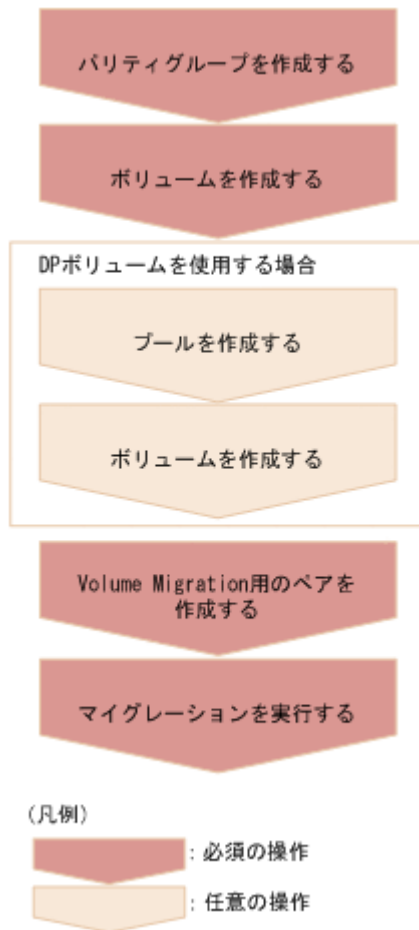 パリティグループを作成する
ボリュームを作成する
DPボリュームを使用する場合
プールを作成する
ボリュームを作成する
Volume Migration用のペアを
作成する
マイグレーションを実行する
(凡例)
: 必須の操作
: 任意の操作